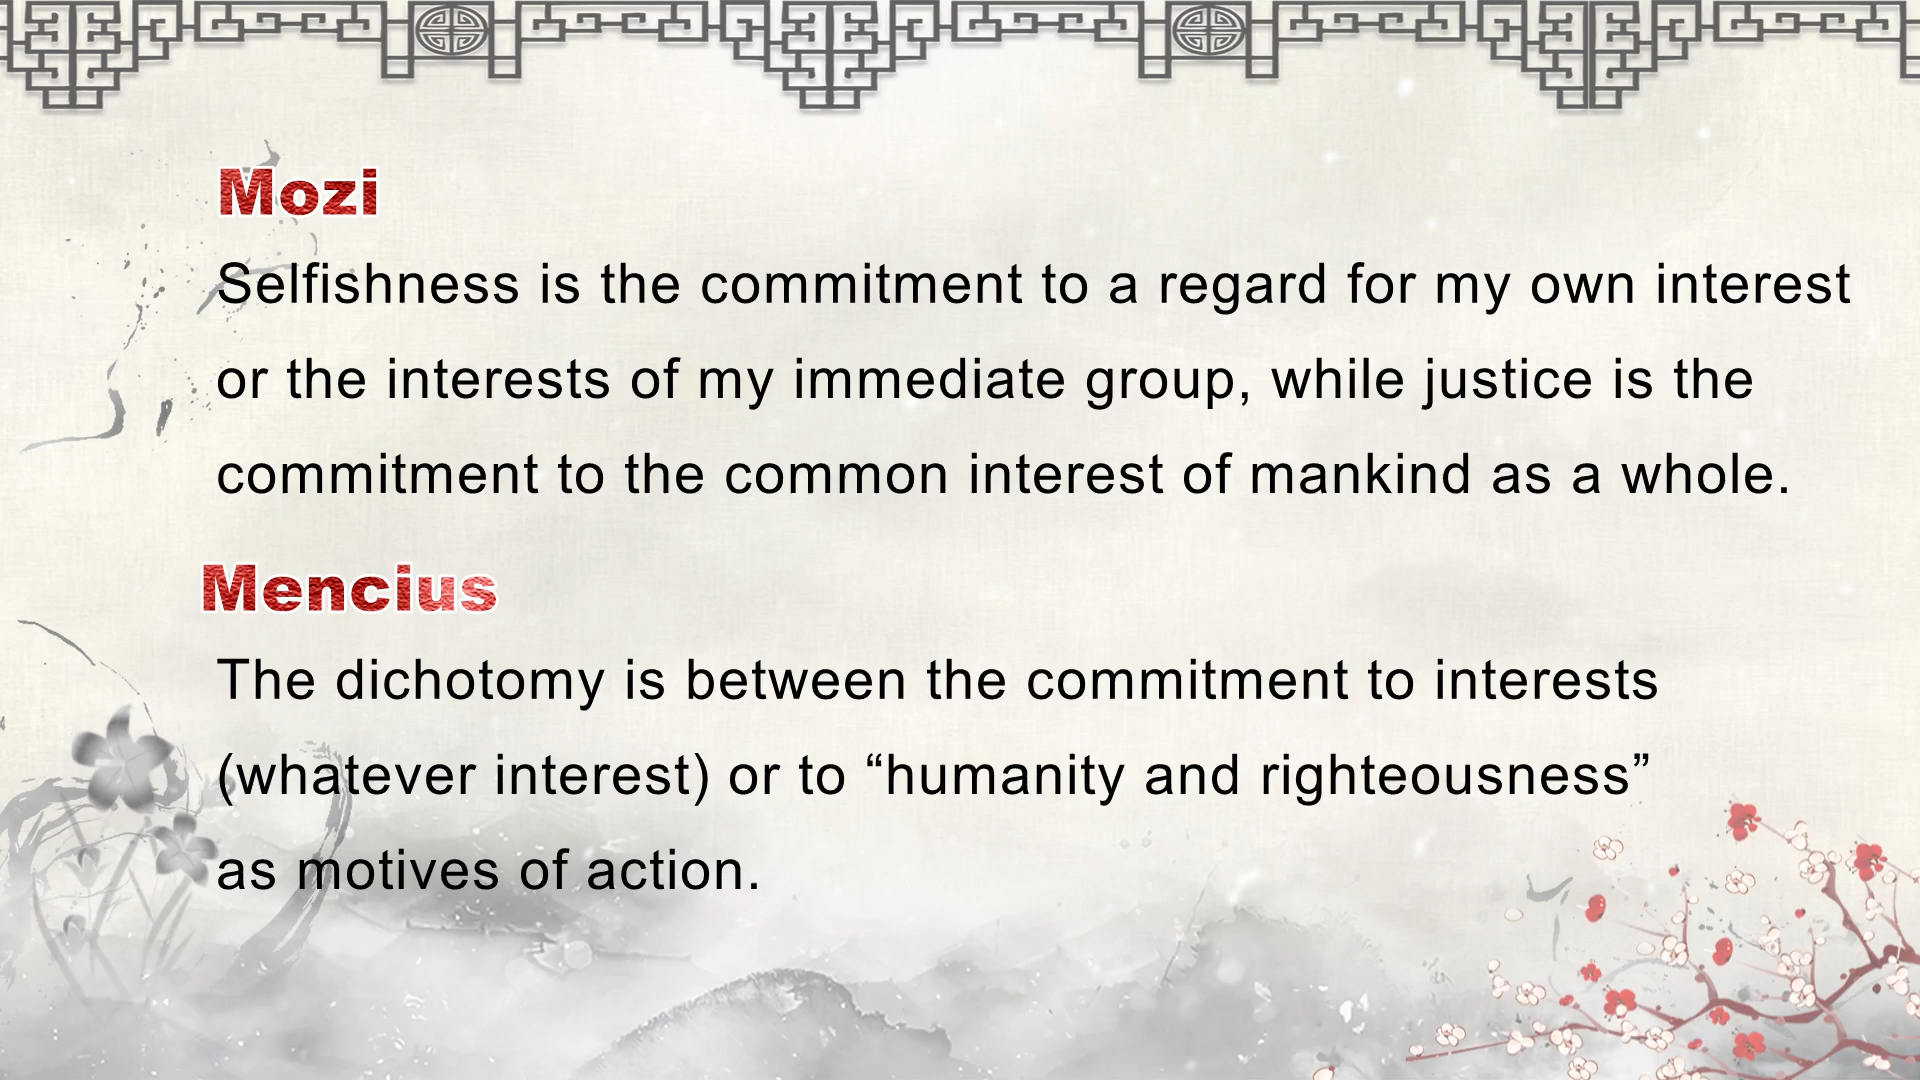 Mozi
Selfishness is the commitment to a regard for my own interest
or the interests of my immediate group, while justice is the
commitment to the common interest of mankind as a whole.
Mencius
The dichotomy is between the commitment to interests
(whatever interest) or to “humanity and righteousness”
as motives of action.